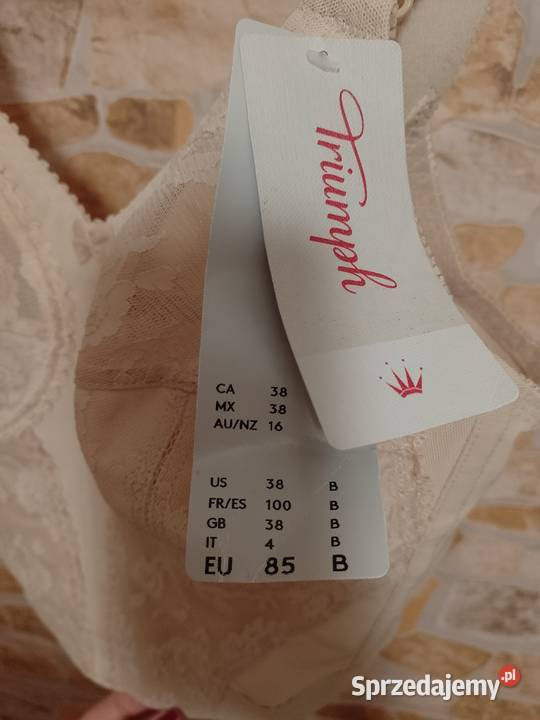 Triumph
CA 38
MX 38
AU/NZ 16
US 38 B
FR/ES 100 B
GB 38 B
IT 4 B
EU 85 B
Sprzedajemy.pl